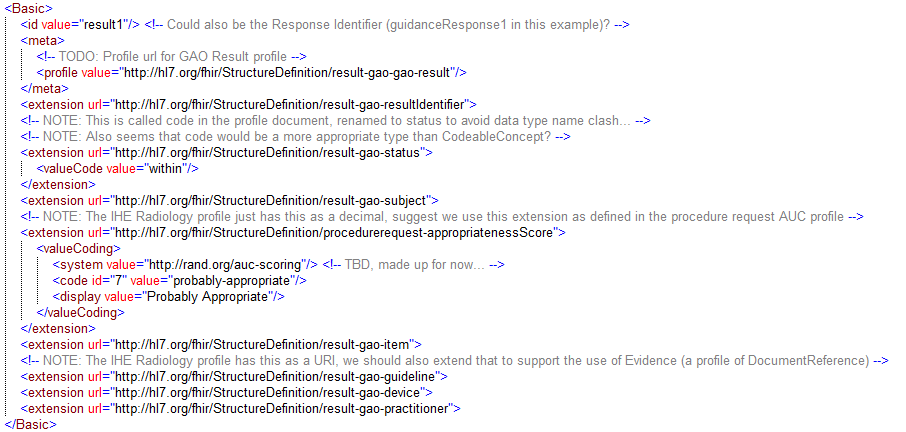 <Basic>
<id value="result1"/> <!-- Could also be the Response Identifier (guidanceResponse1 in this example)? -->
<meta>
<!-- TODO: Profile url for GAO Result profile -->
<profile value="http://hl7.org/fhir/StructureDefinition/result-gao-gao-result"/>
</meta>
<extension url="http://hl7.org/fhir/StructureDefinition/result-gao-resultIdentifier">
<!-- NOTE: This is called code in the profile document, renamed to status to avoid data type name clash... -->
<!-- NOTE: Also seems that code would be a more appropriate type than CodeableConcept? -->
<extension url="http://hl7.org/fhir/StructureDefinition/result-gao-status">
<valueCode value="within"/>
</extension>
<extension url="http://hl7.org/fhir/StructureDefinition/result-gao-subject">
<!-- NOTE: The IHE Radiology profile just has this as a decimal, suggest we use this extension as defined in the procedure request AUC profile -->
<extension url="http://hl7.org/fhir/StructureDefinition/procedurerequest-appropriatenessScore">
<valueCoding>
<system value="http://rand.org/auc-scoring"/> <!-- TBD, made up for now... -->
<code id="7" value="probably-appropriate"/>
<display value="Probably Appropriate"/>
</valueCoding>
</extension>
<extension url="http://hl7.org/fhir/StructureDefinition/result-gao-item">
<!-- NOTE: The IHE Radiology profile has this as a URI, we should also extend that to support the use of Evidence (a profile of DocumentReference) -->
<extension url="http://hl7.org/fhir/StructureDefinition/result-gao-guideline">
<extension url="http://hl7.org/fhir/StructureDefinition/result-gao-device">
<extension url="http://hl7.org/fhir/StructureDefinition/result-gao-practitioner">
</Basic>